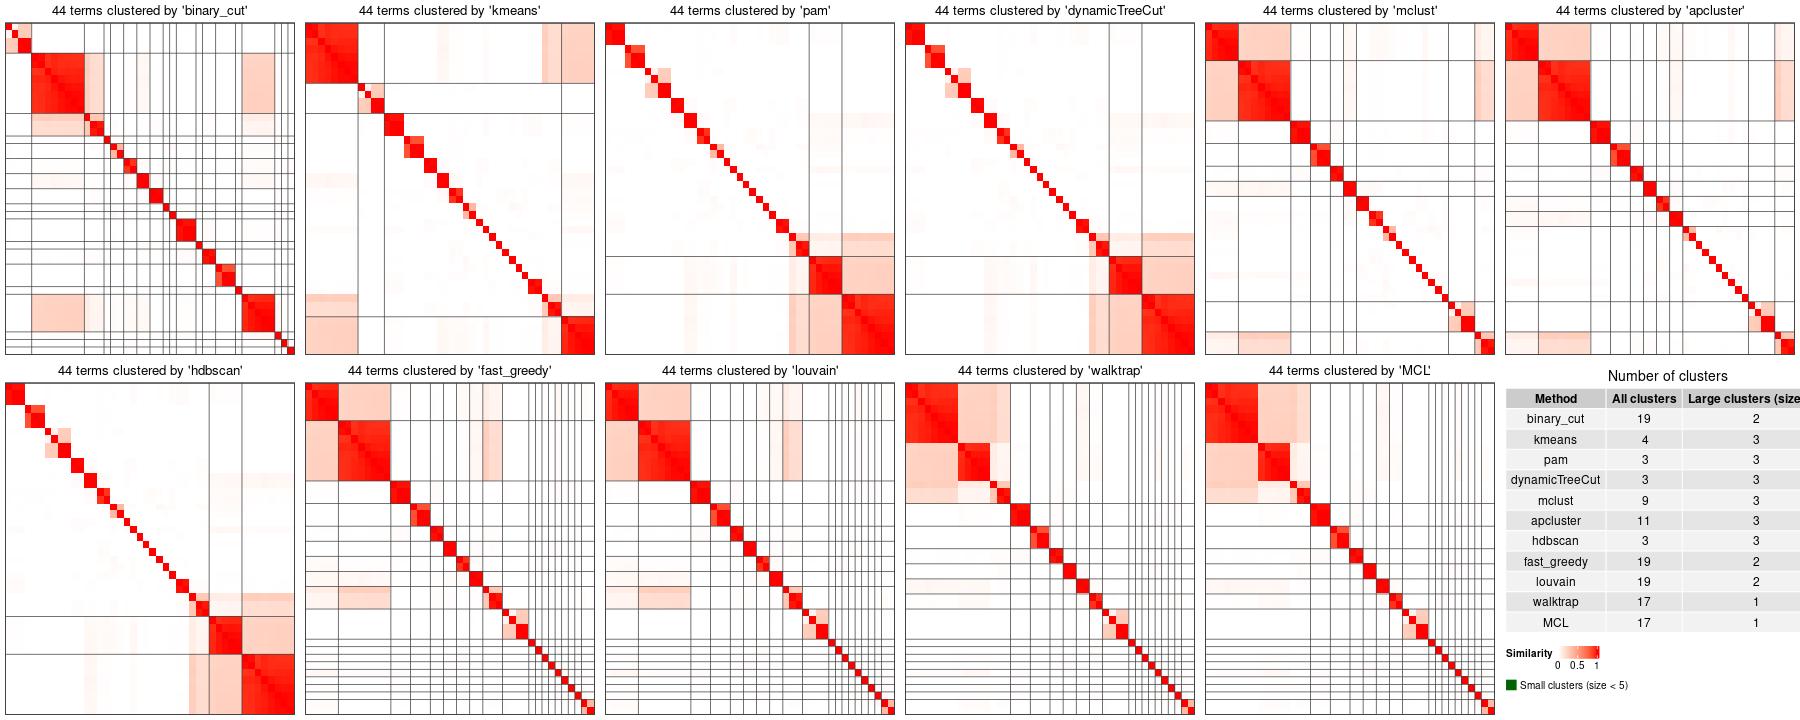 44 terms clustered by 'binary_cut'
44 terms clustered by 'kmeans'
44 terms clustered by 'pam'
44 terms clustered by 'dynamicTreeCut'
44 terms clustered by 'mclust'
44 terms clustered by 'apcluster'
44 terms clustered by 'hdbscan'
44 terms clustered by 'fast_greedy'
44 terms clustered by 'louvain'
44 terms clustered by 'walktrap'
44 terms clustered by 'MCL'
Number of clusters
Method All clusters Large clusters (size
binary_cut 19 2
kmeans 4 3
pam 3 3
dynamicTreeCut 3 3
mclust 9 3
apcluster 11 3
hdbscan 3 3
fast_greedy 19 2
louvain 19 2
walktrap 17 1
MCL 17 1
Similarity
0 0.5 1
Small clusters (size < 5)